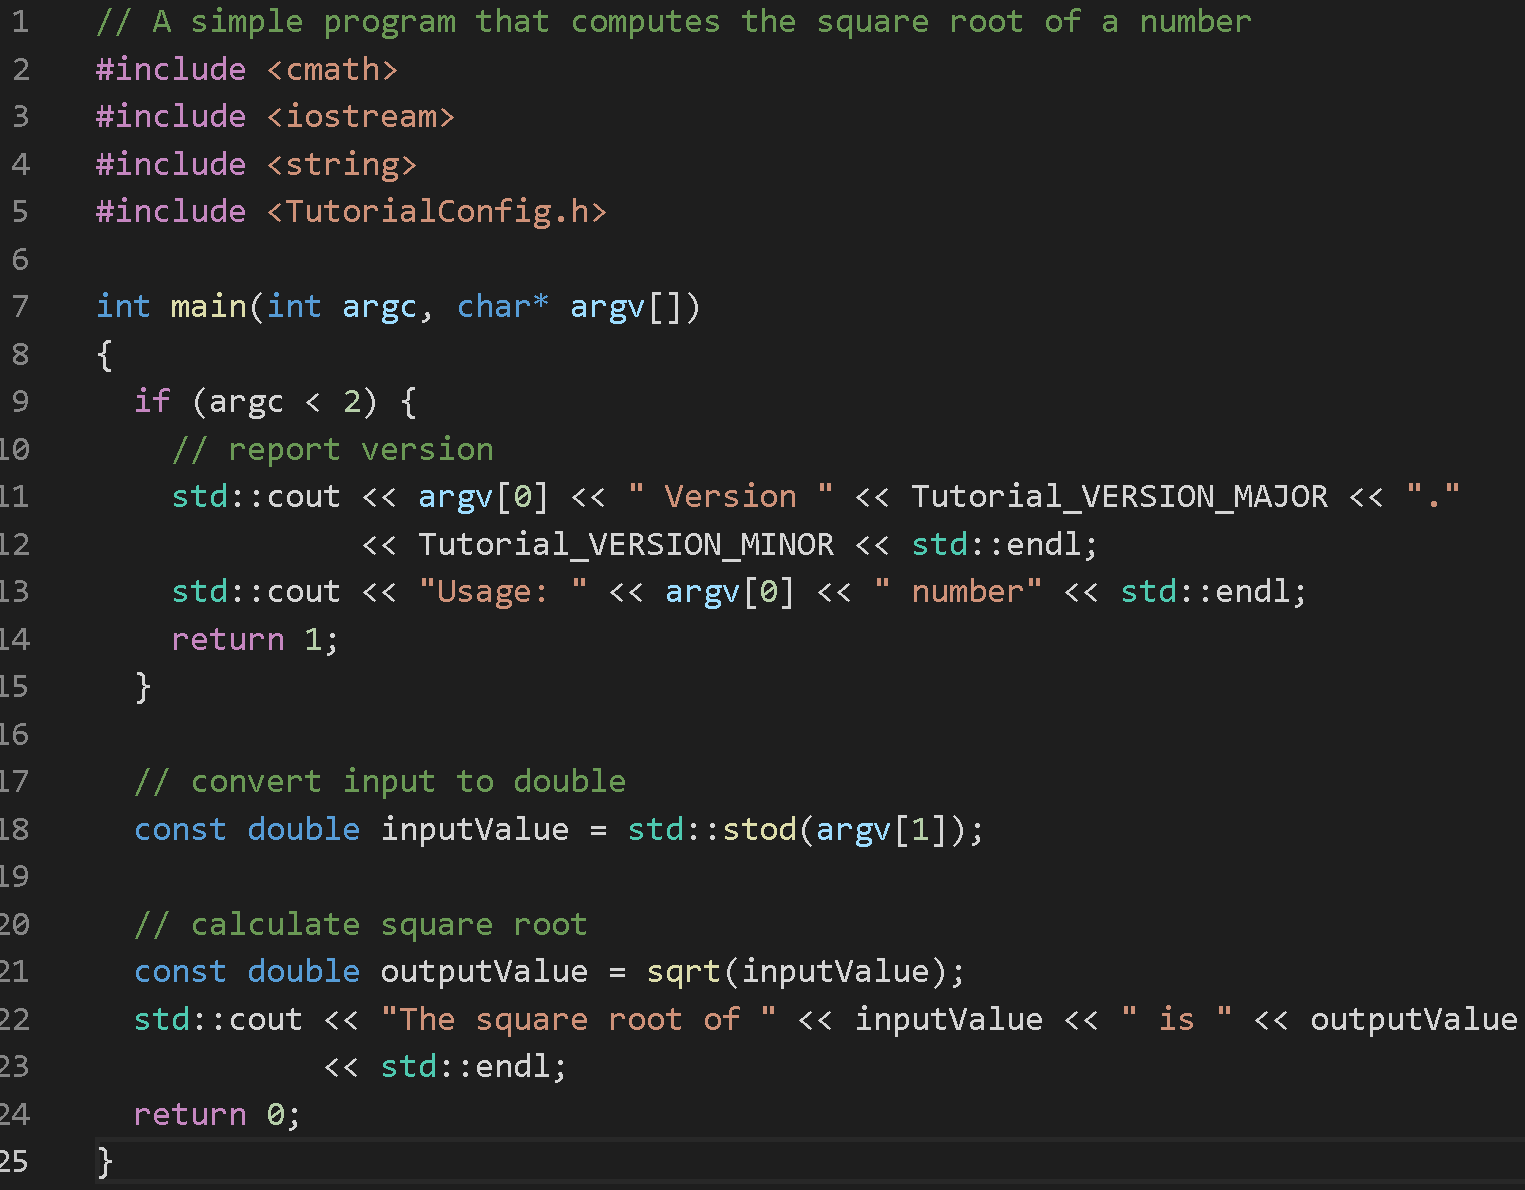 1 // A simple program that computes the square root of a number
2 #include <cmath>
3 #include <iostream>
4 #include <string>
5 #include <TutorialConfig.h>
6
7 int main(int argc, char* argv[])
8 {
9   if (argc < 2) {
10     // report version
11     std::cout << argv[0] << " Version " << Tutorial_VERSION_MAJOR << "."
12               << Tutorial_VERSION_MINOR << std::endl;
13     std::cout << "Usage: " << argv[0] << " number" << std::endl;
14     return 1;
15   }
16
17   // convert input to double
18   const double inputValue = std::stod(argv[1]);
19
20   // calculate square root
21   const double outputValue = sqrt(inputValue);
22   std::cout << "The square root of " << inputValue << " is " << outputValue
23             << std::endl;
24   return 0;
25 }